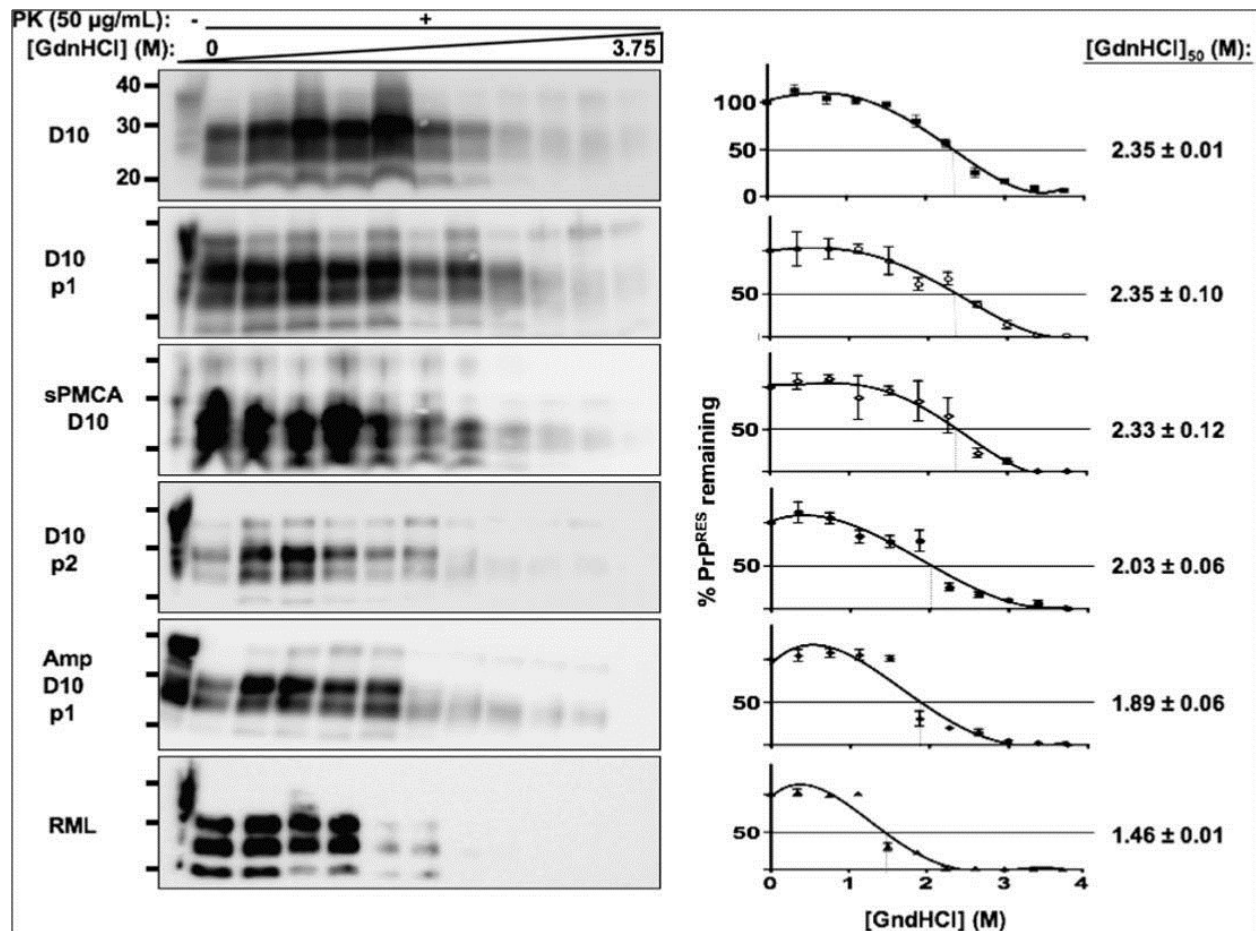 PK (50 µg/mL): - +
[GdnHCl] (M): 0 3.75
[GdnHCl]50 (M):
40
30
20
D10
100
50
0
2.35 ± 0.01
D10
p1
50
2.35 ± 0.10
sPMCA
D10
50
2.33 ± 0.12
% PrPRES remaining
D10
p2
50
2.03 ± 0.06
Amp
D10
p1
50
1.89 ± 0.06
RML
50
1.46 ± 0.01
0 1 2 3 4
[GndHCl] (M)